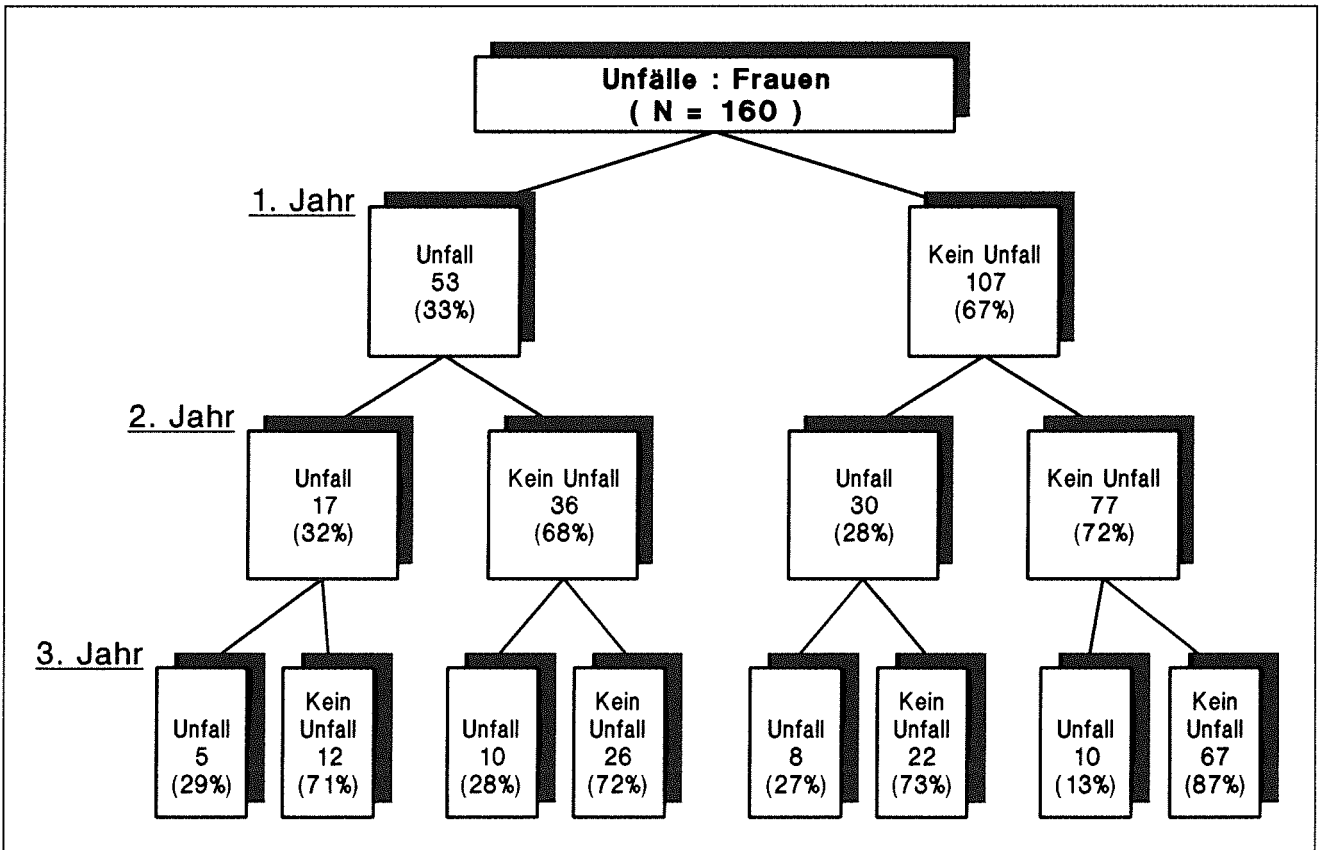 Unfälle : Frauen
( N = 160 )
1. Jahr
Unfall
53
(33%)
Kein Unfall
107
(67%)
2. Jahr
Unfall
17
(32%)
Kein Unfall
36
(68%)
Unfall
30
(28%)
Kein Unfall
77
(72%)
3. Jahr
Unfall
5
(29%)
Kein
Unfall
12
(71%)
Unfall
10
(28%)
Kein
Unfall
26
(72%)
Unfall
8
(27%)
Kein
Unfall
22
(73%)
Unfall
10
(13%)
Kein
Unfall
67
(87%)